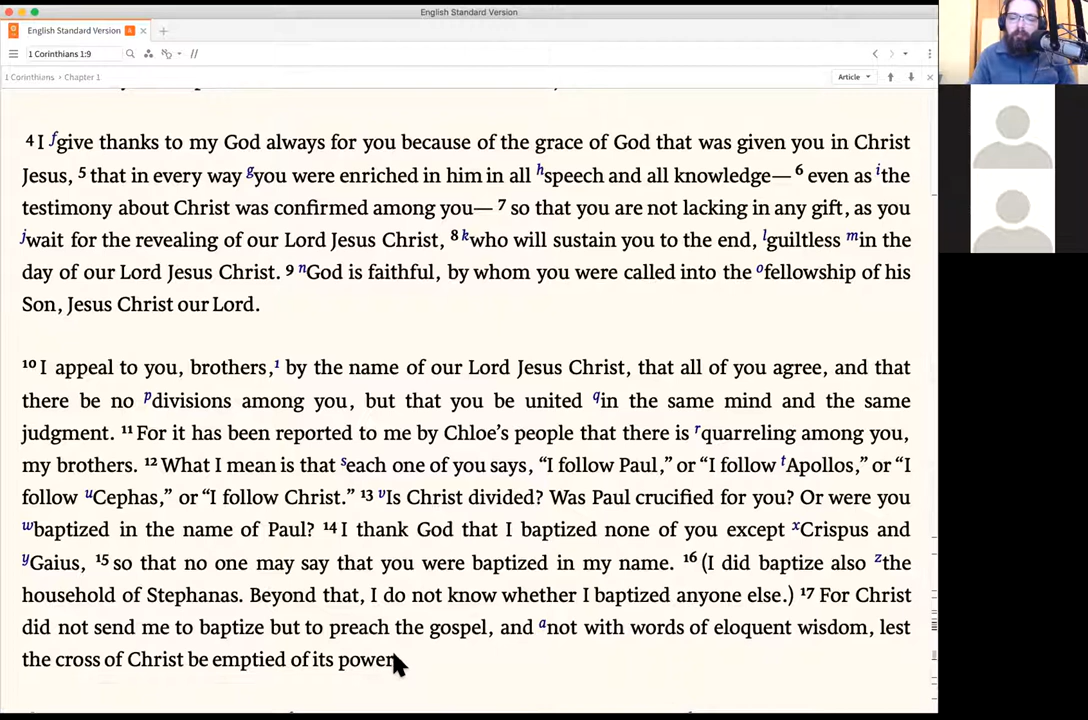 English Standard Version
English Standard Version A
1 Corinthians 1:9
1 Corinthians › Chapter 1
Article
4 I f give thanks to my God always for you because of the grace of God that was given you in Christ
Jesus, 5 that in every way g you were enriched in him in all h speech and all knowledge— 6 even as i the
testimony about Christ was confirmed among you— 7 so that you are not lacking in any gift, as you
j wait for the revealing of our Lord Jesus Christ, 8 k who will sustain you to the end, l guiltless m in the
day of our Lord Jesus Christ. 9 n God is faithful, by whom you were called into the o fellowship of his
Son, Jesus Christ our Lord.
10 I appeal to you, brothers, 1 by the name of our Lord Jesus Christ, that all of you agree, and that
there be no p divisions among you, but that you be united q in the same mind and the same
judgment. 11 For it has been reported to me by Chloe’s people that there is r quarreling among you,
my brothers. 12 What I mean is that s each one of you says, “I follow Paul,” or “I follow t Apollos,” or “I
follow u Cephas,” or “I follow Christ.” 13 v Is Christ divided? Was Paul crucified for you? Or were you
w baptized in the name of Paul? 14 I thank God that I baptized none of you except x Crispus and
y Gaius, 15 so that no one may say that you were baptized in my name. 16 (I did baptize also z the
household of Stephanas. Beyond that, I do not know whether I baptized anyone else.) 17 For Christ
did not send me to baptize but to preach the gospel, and a not with words of eloquent wisdom, lest
the cross of Christ be emptied of its power